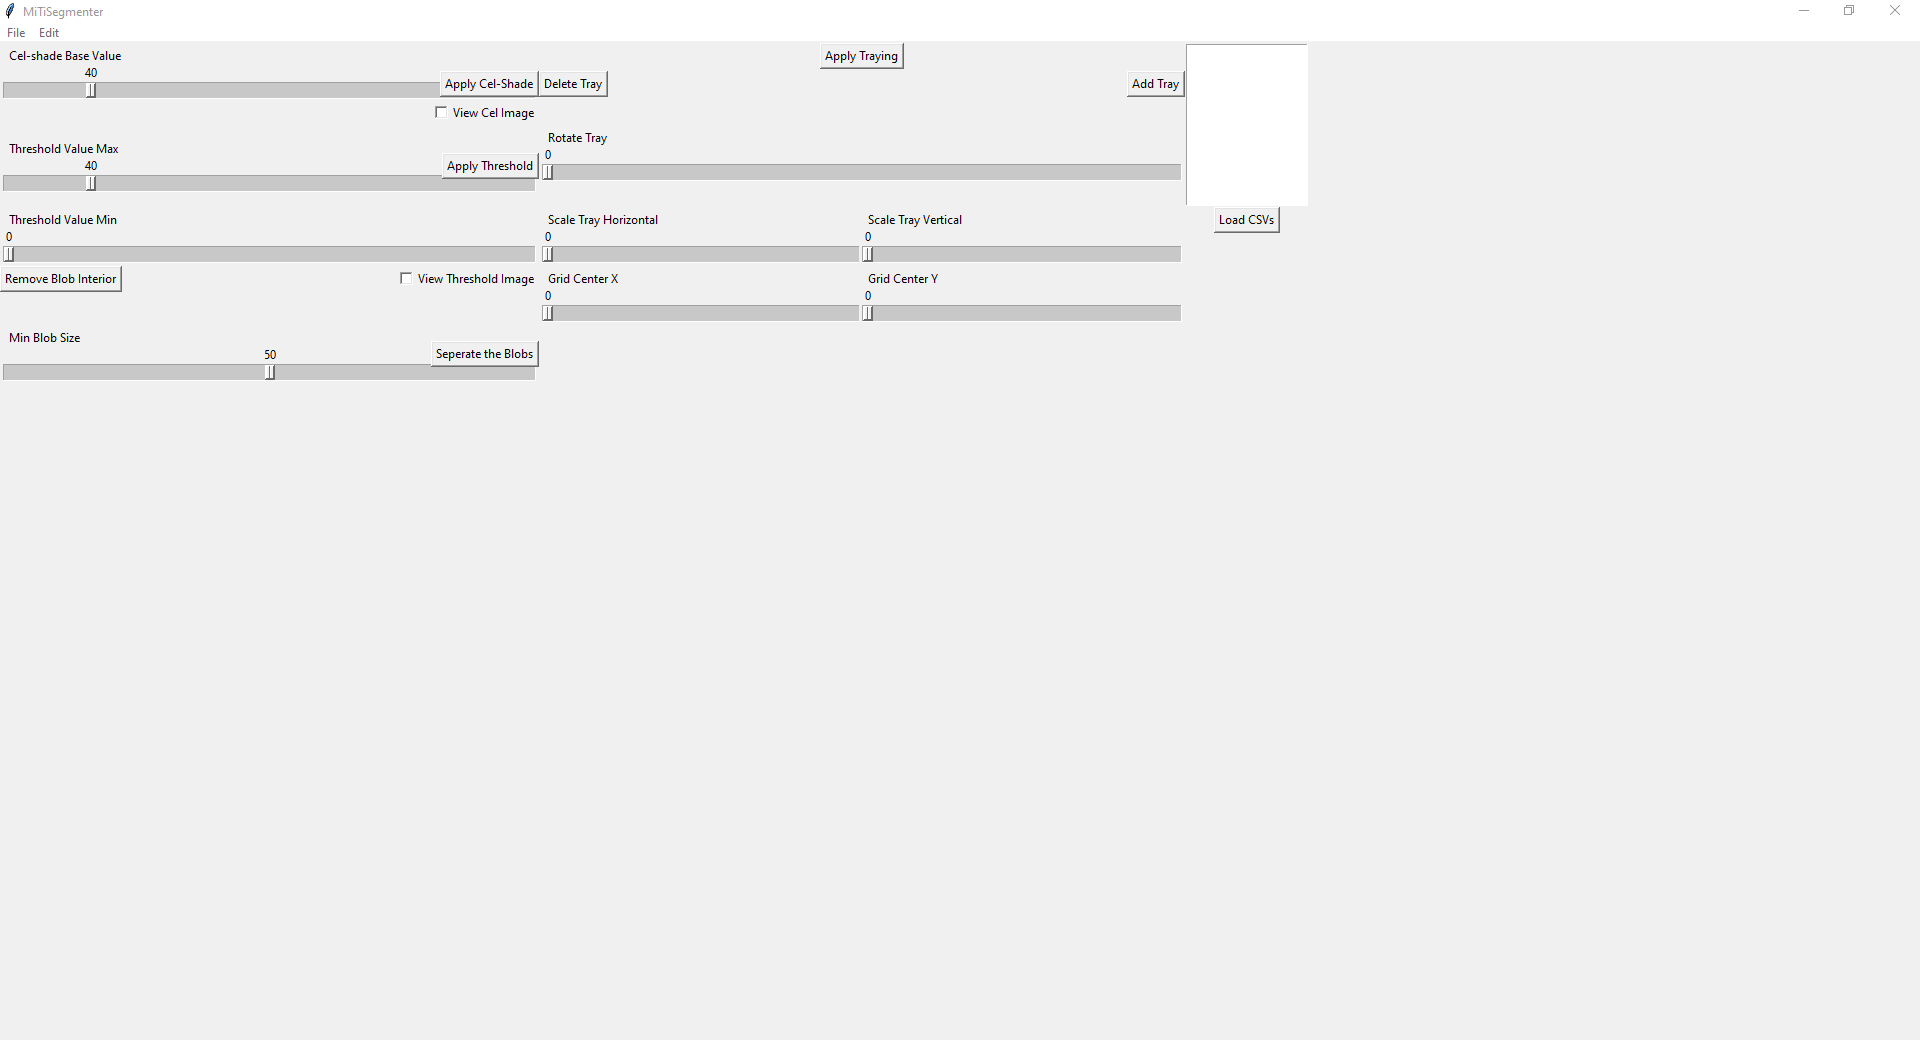 MiTiSegmenter
File Edit
Cel-shade Base Value
40
Apply Cel-Shade
View Cel Image
Threshold Value Max
40
Apply Threshold
Threshold Value Min
0
Remove Blob Interior
View Threshold Image
Min Blob Size
50
Seperate the Blobs
Apply Traying
Delete Tray
Add Tray
Rotate Tray
0
Scale Tray Horizontal
0
Scale Tray Vertical
0
Grid Center X
0
Grid Center Y
0
Load CSVs